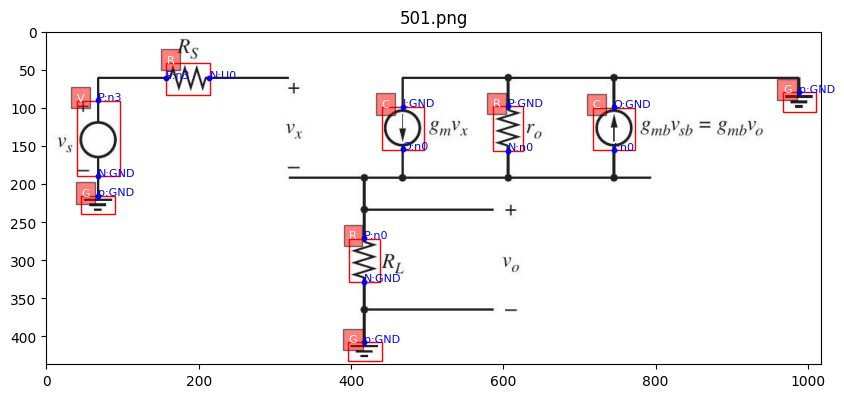 501.png
R_S
R
P:n3 N:U0
V P:n3
+
v_s
−
N:GND
G p:GND
+
v_x
−
C I:GND
g_m v_x
O:n0
R P:GND
r_o
N:n0
C O:GND
g_{mb}v_{sb} = g_{mb}v_o
I:n0
G p:GND
+
R P:n0
R_L
v_o
N:GND
−
G p:GND
0
50
100
150
200
250
300
350
400
0 200 400 600 800 1000